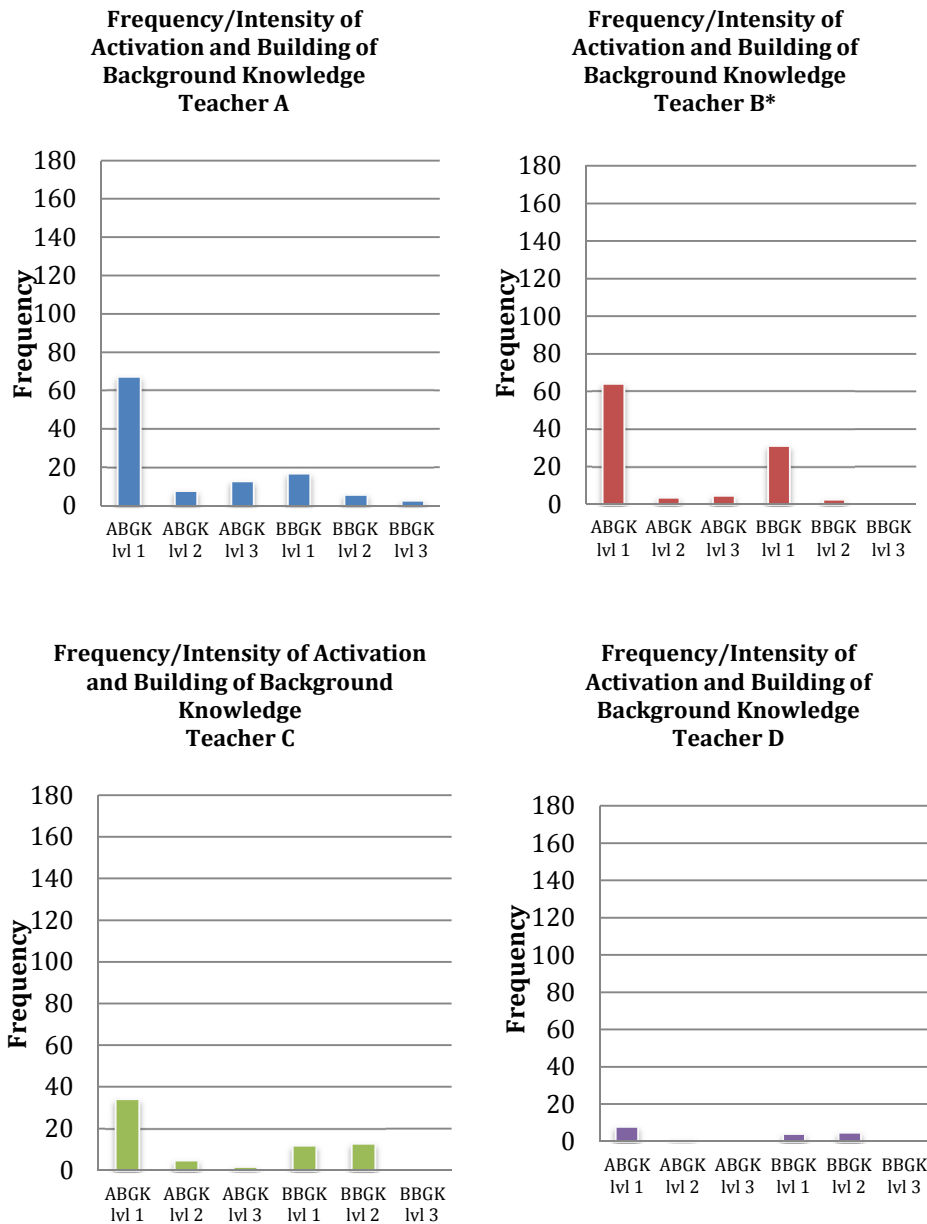 Frequency/Intensity of
Activation and Building of
Background Knowledge
Teacher A
180
160
140
120
100
80
60
40
20
0
Frequency
ABGK ABGK ABGK BBGK BBGK BBGK
lvl 1 lvl 2 lvl 3 lvl 1 lvl 2 lvl 3
Frequency/Intensity of
Activation and Building of
Background Knowledge
Teacher B*
180
160
140
120
100
80
60
40
20
0
Frequency
ABGK ABGK ABGK BBGK BBGK BBGK
lvl 1 lvl 2 lvl 3 lvl 1 lvl 2 lvl 3
Frequency/Intensity of Activation
and Building of Background
Knowledge
Teacher C
180
160
140
120
100
80
60
40
20
0
Frequency
ABGK ABGK ABGK BBGK BBGK BBGK
lvl 1 lvl 2 lvl 3 lvl 1 lvl 2 lvl 3
Frequency/Intensity of
Activation and Building of
Background Knowledge
Teacher D
180
160
140
120
100
80
60
40
20
0
Frequency
ABGK ABGK ABGK BBGK BBGK BBGK
lvl 1 lvl 2 lvl 3 lvl 1 lvl 2 lvl 3